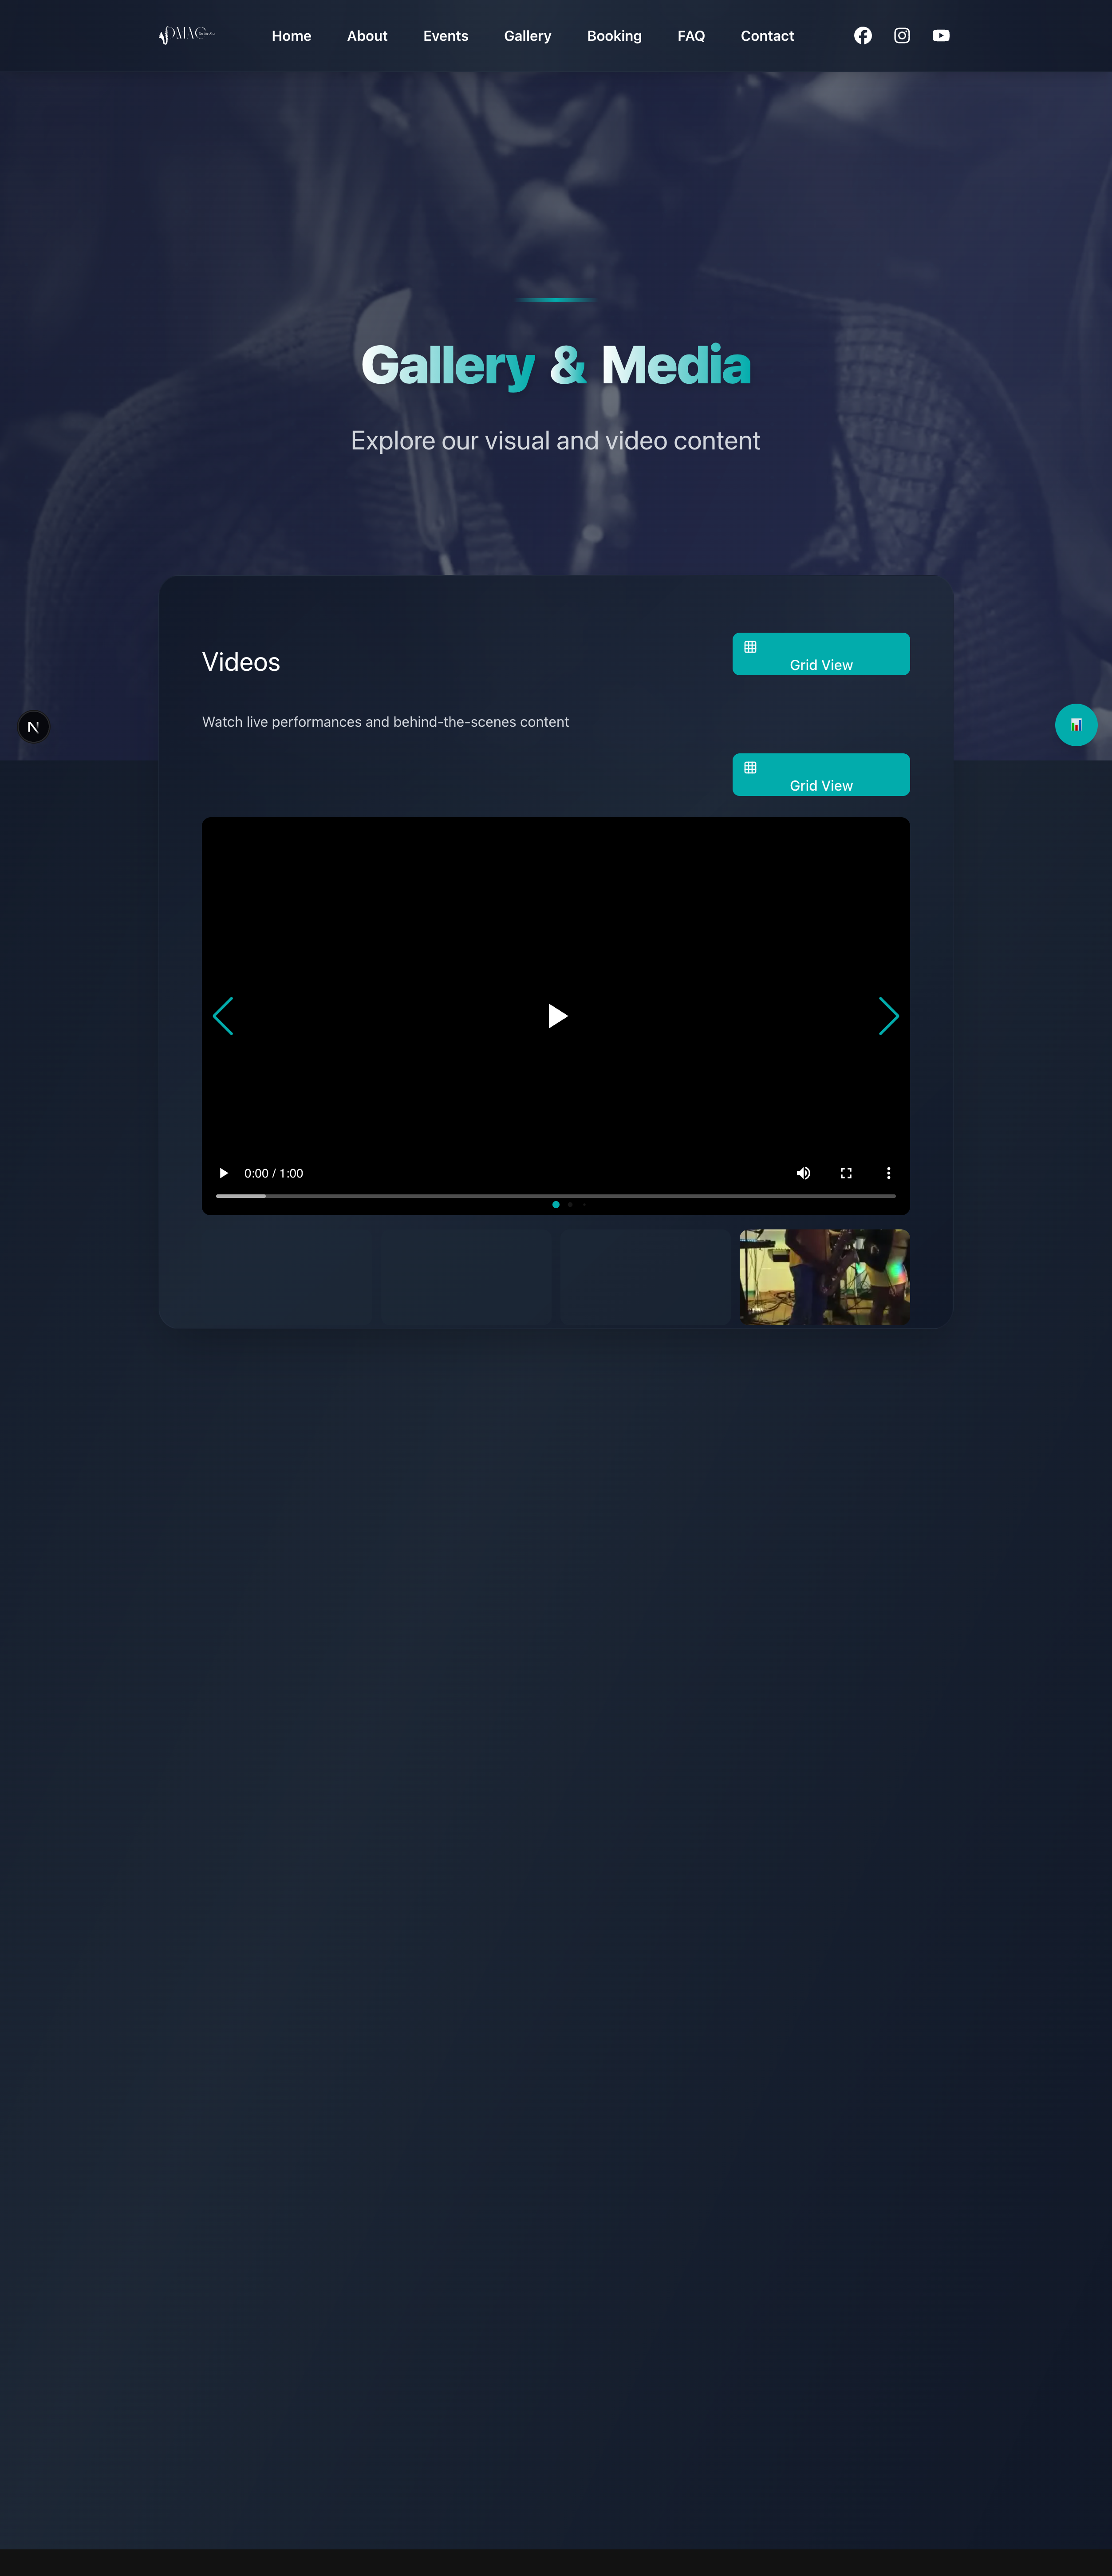 DMAC
Home About Events Gallery Booking FAQ Contact
Gallery & Media
Explore our visual and video content
Videos
Grid View
Watch live performances and behind-the-scenes content
N
Grid View
0:00 / 1:00